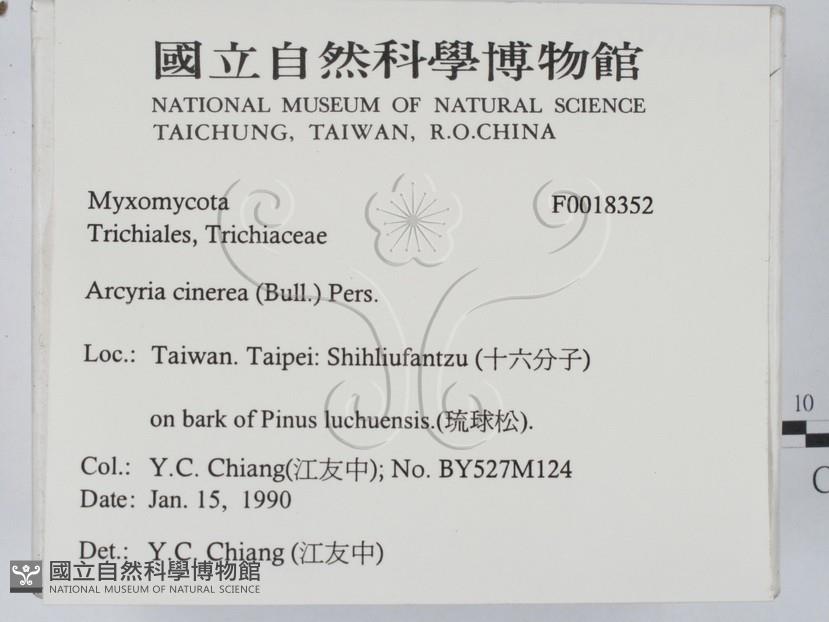 國立自然科學博物館
NATIONAL MUSEUM OF NATURAL SCIENCE
TAICHUNG, TAIWAN, R.O.CHINA
Myxomycota F0018352
Trichiales, Trichiaceae
Arcyria cinerea (Bull.) Pers.
Loc.: Taiwan. Taipei: Shihliufantzu (十六分子)
on bark of Pinus luchuensis.(琉球松).
Col.: Y.C. Chiang(江友中); No. BY527M124
Date: Jan. 15, 1990
Det.: Y.C. Chiang (江友中)
國立自然科學博物館
NATIONAL MUSEUM OF NATURAL SCIENCE
10